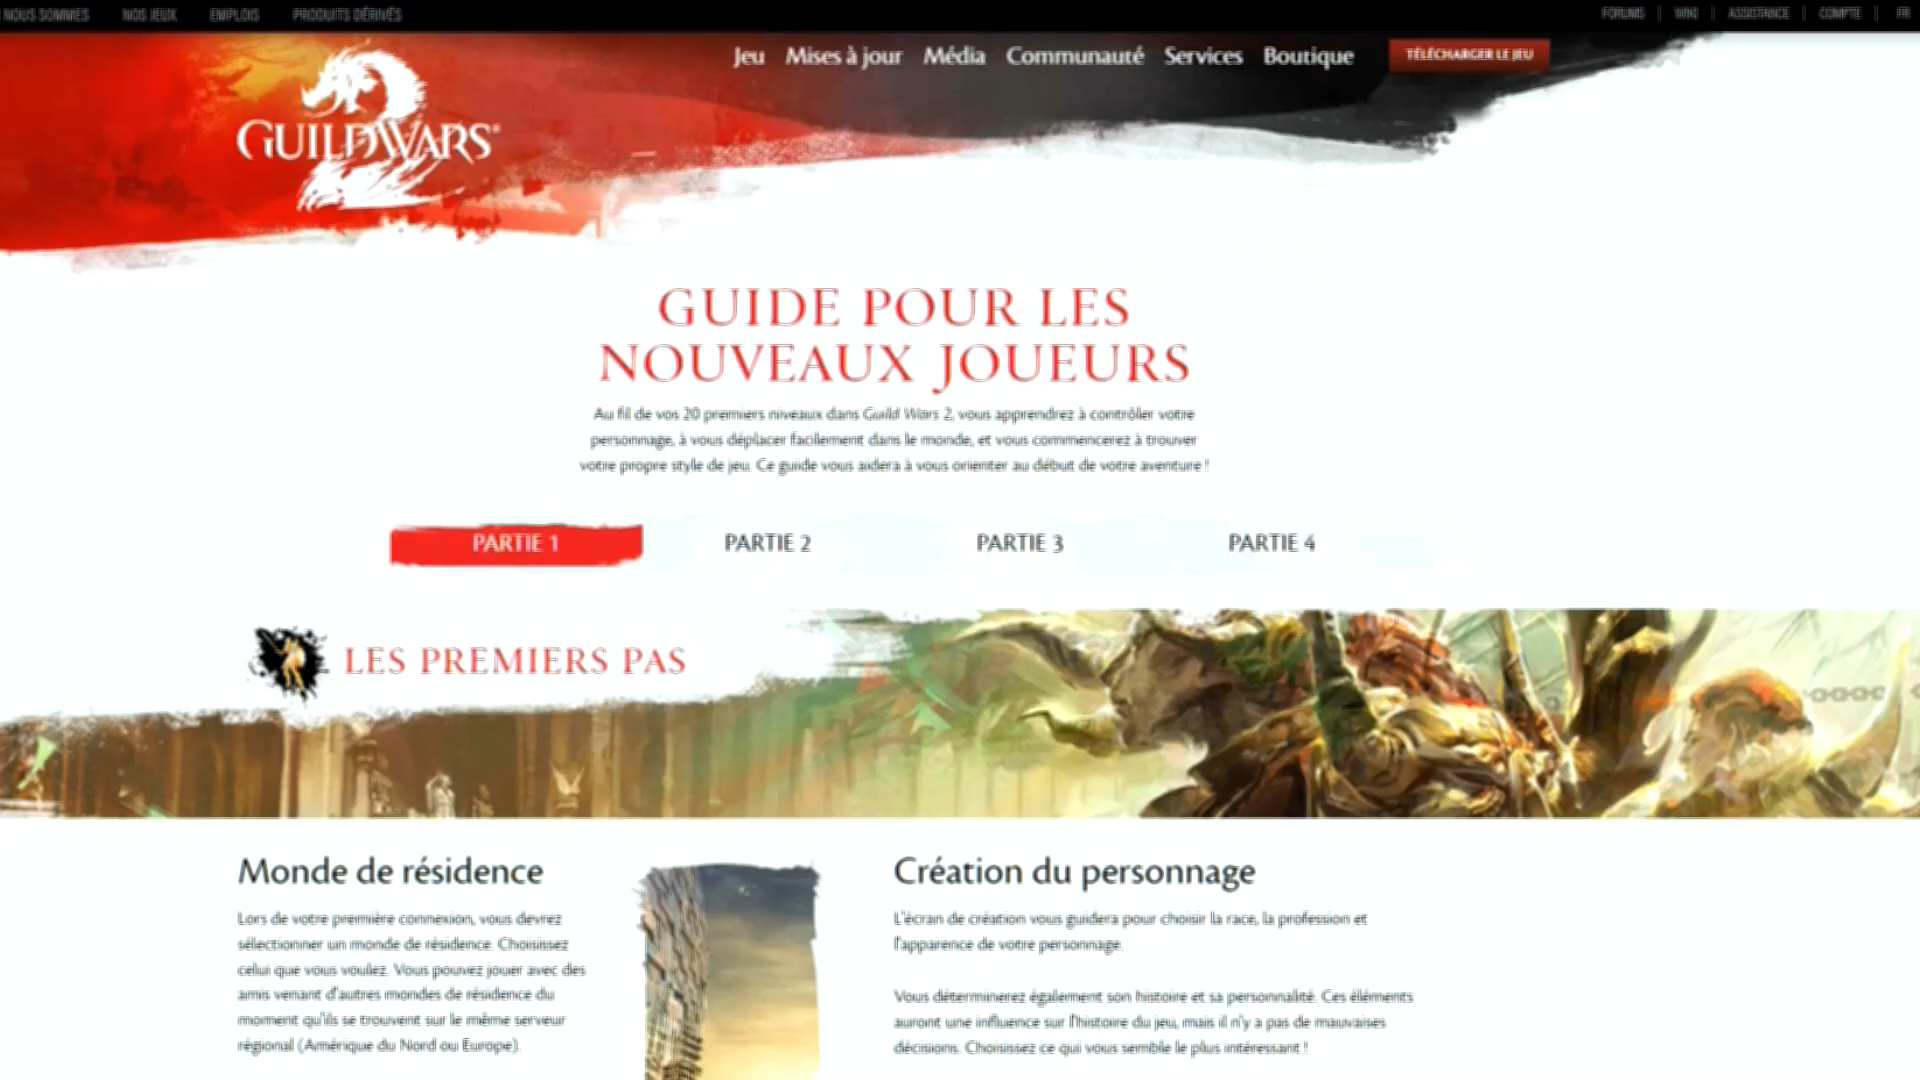 NOUS SOMMES NOS JEUX EMPLOIS PRODUITS DÉRIVÉS FORUMS WIKI ASSISTANCE COMPTE FR
Jeu Mises à jour Média Communauté Services Boutique TÉLÉCHARGER LE JEU
GUILDWARS 2
GUIDE POUR LES
NOUVEAUX JOUEURS
Au fil de vos 20 premiers niveaux dans Guild Wars 2, vous apprendrez à contrôler votre
personnage, à vous déplacer facilement dans le monde, et vous commencerez à trouver
votre propre style de jeu. Ce guide vous aidera à vous orienter au début de votre aventure !
PARTIE 1 PARTIE 2 PARTIE 3 PARTIE 4
LES PREMIERS PAS
Monde de résidence
Lors de votre première connexion, vous devrez
sélectionner un monde de résidence. Choisissez
celui que vous voulez. Vous pouvez jouer avec des
amis venant d'autres mondes de résidence du
moment qu'ils se trouvent sur le même serveur
régional (Amérique du Nord ou Europe).
Création du personnage
L'écran de création vous guidera pour choisir la race, la profession et
l'apparence de votre personnage.
Vous déterminerez également son histoire et sa personnalité. Ces éléments
auront une influence sur l'histoire du jeu, mais il n'y a pas de mauvaises
décisions. Choisissez ce qui vous semble le plus intéressant !